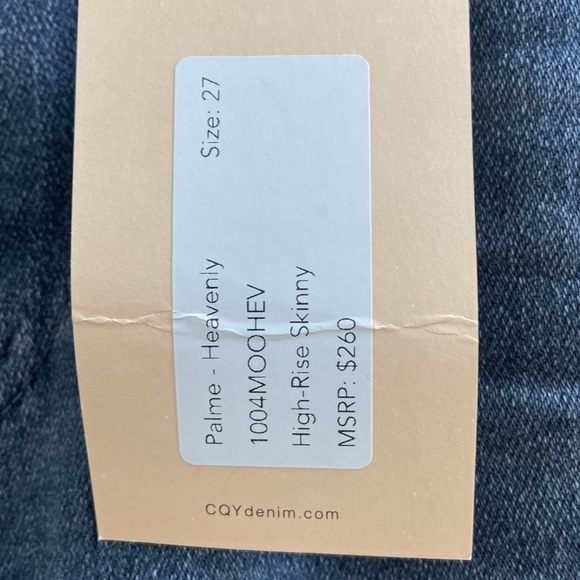 Palme - Heavenly Size: 27
1004MOOHEV
High-Rise Skinny
MSRP: $260
CQYdenim.com